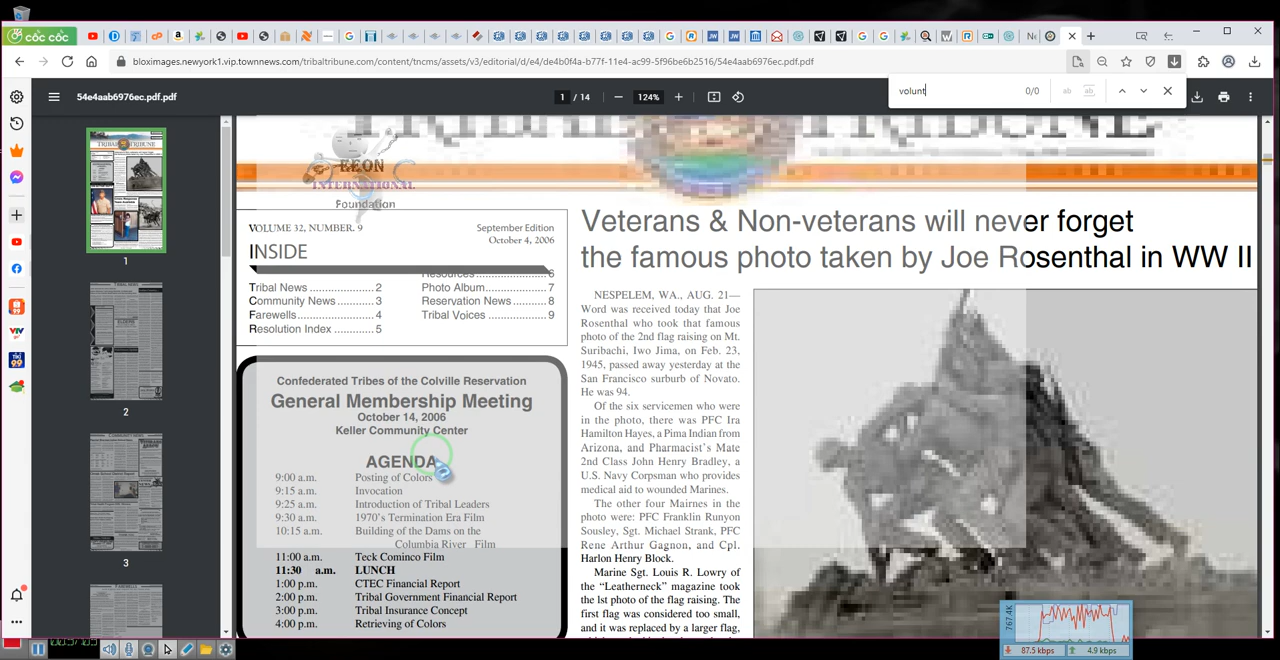 cốc cốc
bloximages.newyork1.vip.townnews.com/tribaltribune.com/content/tncms/assets/v3/editorial/d/e4/de4b0f4a-b77f-11e4-ac99-5f96be6b2516/54e4aab6976ec.pdf.pdf
volunt 0/0
54e4aab6976ec.pdf.pdf
1 / 14
124%
TRIBAL TRIBUNE
LEON
INTERNATIONAL
Foundation
VOLUME 32, NUMBER. 9
September Edition
October 4, 2006
INSIDE
Resources.....................6
Tribal News ...............2
Photo Album................7
Community News ...........3
Reservation News.........8
Farewells....................4
Tribal Voices ...............9
Resolution Index ............5
Confederated Tribes of the Colville Reservation
General Membership Meeting
October 14, 2006
Keller Community Center
AGENDA
9:00 a.m. Posting of Colors
9:15 a.m. Invocation
9:25 a.m. Introduction of Tribal Leaders
9:30 a.m. 1970's Termination Era Film
10:15 a.m. Building of the Dams on the
Columbia River Film
11:00 a.m. Teck Cominco Film
11:30 a.m. LUNCH
1:00 p.m. CTEC Financial Report
2:00 p.m. Tribal Government Financial Report
3:00 p.m. Tribal Insurance Concept
4:00 p.m. Retrieving of Colors
Veterans & Non-veterans will never forget
the famous photo taken by Joe Rosenthal in WW II
NESPELEM, WA., AUG. 21—
Word was received today that Joe
Rosenthal who took that famous
photo of the 2nd flag raising on Mt.
Suribachi, Iwo Jima, on Feb. 23,
1945, passed away yesterday at the
San Francisco surburb of Novato.
He was 94.
Of the six servicemen who were
in the photo, there was PFC Ira
Hamilton Hayes, a Pima Indian from
Arizona, and Pharmacist's Mate
2nd Class John Henry Bradley, a
U.S. Navy Corpsman who provides
medical aid to wounded Marines.
The other four Mairnes in the
photo were: PFC Franklin Runyon
Sousley, Sgt. Michael Strank, PFC
Rene Arthur Gagnon, and Cpl.
Harlon Henry Block.
Marine Sgt. Louis R. Lowry of
the "Leatherneck" magazine took
the lst photo of the flag raising. The
first flag was considered too small,
and it was replaced by a larger flag,
1
2
3
767.4K
87.5 kbps
4.9 kbps